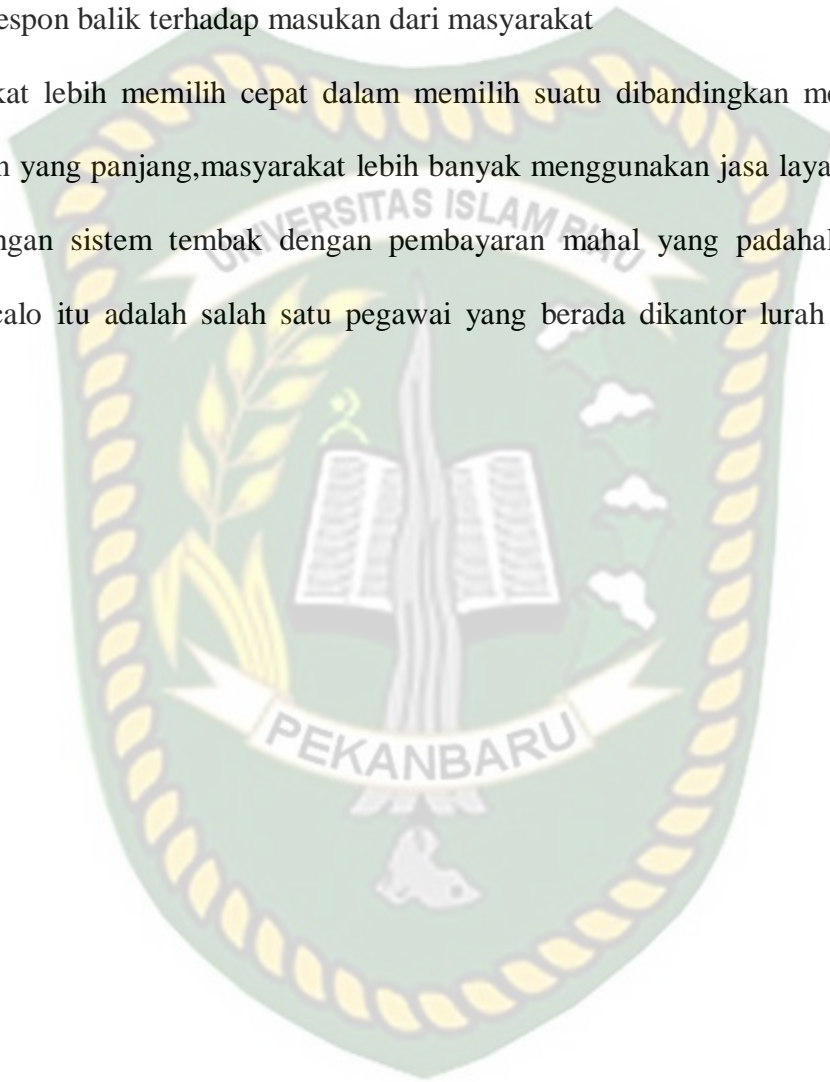 espon balik terhadap masukan dari masyarakat
kat lebih memilih cepat dalam memilih suatu dibandingkan me
n yang panjang,masyarakat lebih banyak menggunakan jasa laya
ngan sistem tembak dengan pembayaran mahal yang padahal
calo itu adalah salah satu pegawai yang berada dikantor lurah
UNIVERSITAS ISLAM RIAU
PEKANBARU